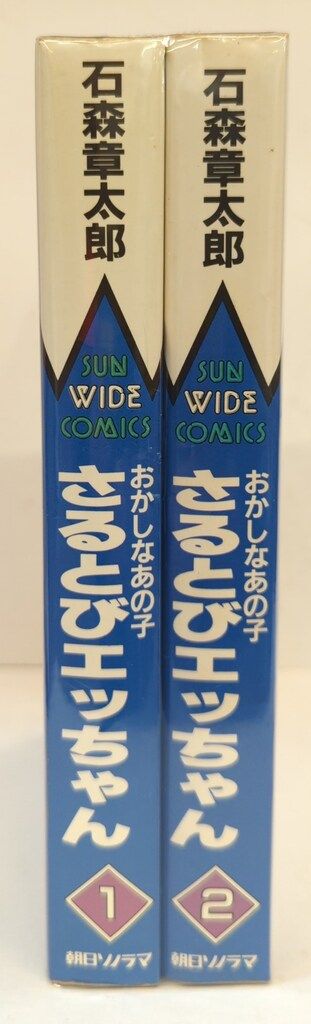 石森章太郎
SUN
WIDE
COMICS
おかしなあの子
さるとびエッちゃん
1
朝日ソノラマ
石森章太郎
SUN
WIDE
COMICS
おかしなあの子
さるとびエッちゃん
2
朝日ソノラマ